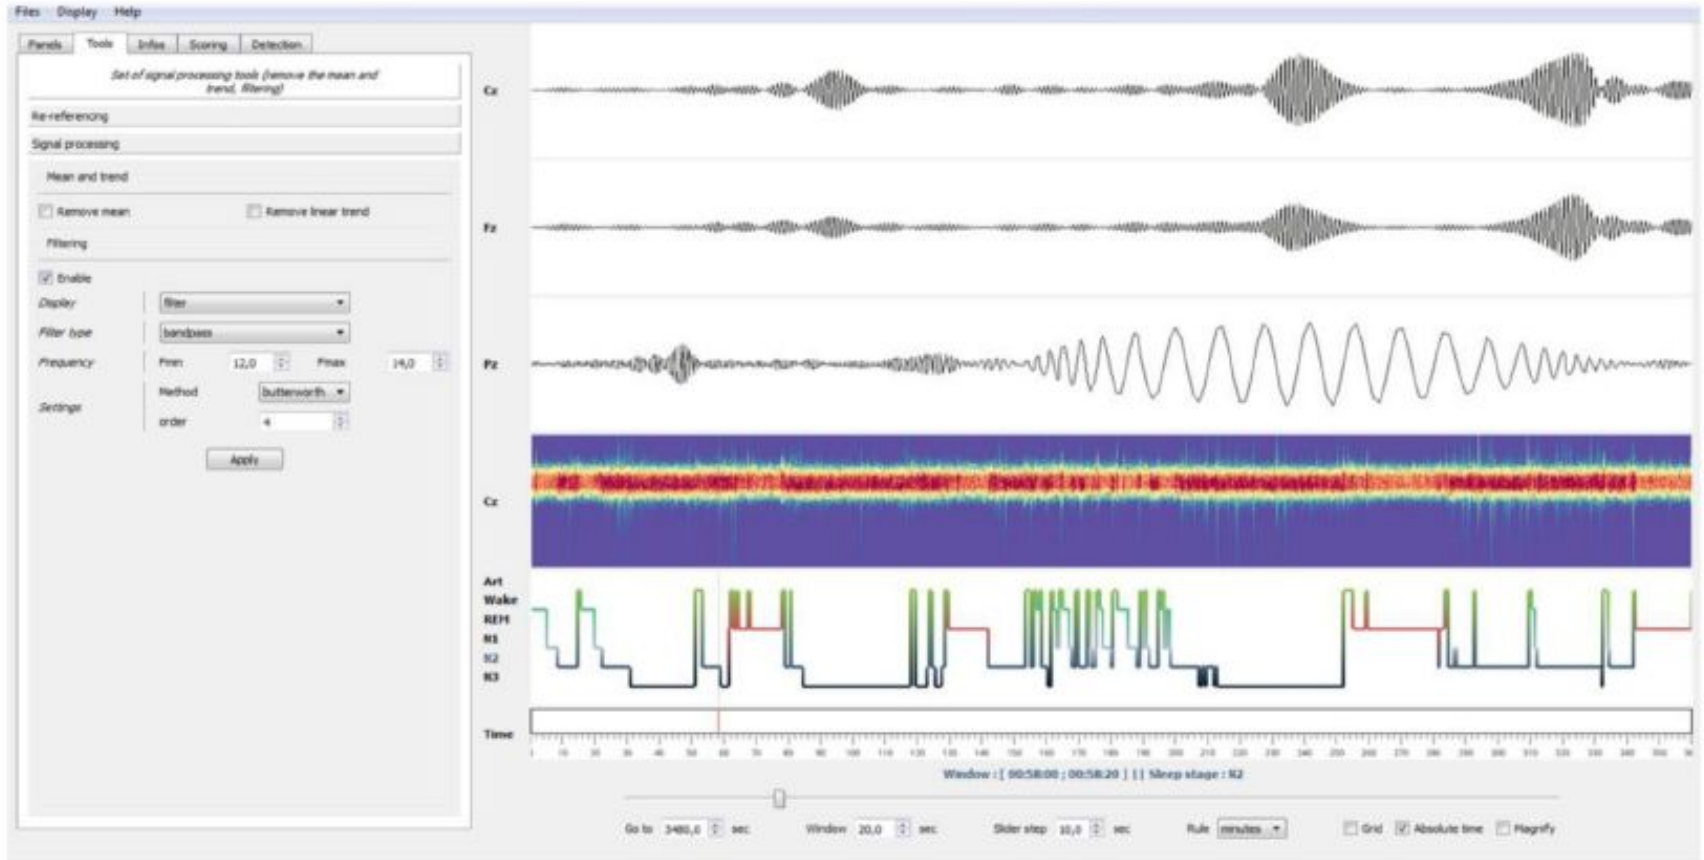 Files Display Help
Panels Tools Infos Scoring Detection
Set of signal processing tools (remove the mean and
trend, filtering)
Re-referencing
Signal processing
Mean and trend
Remove mean Remove linear trend
Filtering
Enable
Display filter
Filter type bandpass
Frequency Fmin 12,0 Fmax 14,0
Settings Method butterworth
order 4
Apply
Cz
Fz
Pz
Cz
Art
Wake
REM
N1
N2
N3
Time
Window : [ 00:58:00 ; 00:58:20 ] || Sleep stage : N2
Go to 3480,0 sec Window 20,0 sec Slider step 10,0 sec Rule minutes Grid Absolute time Magnify